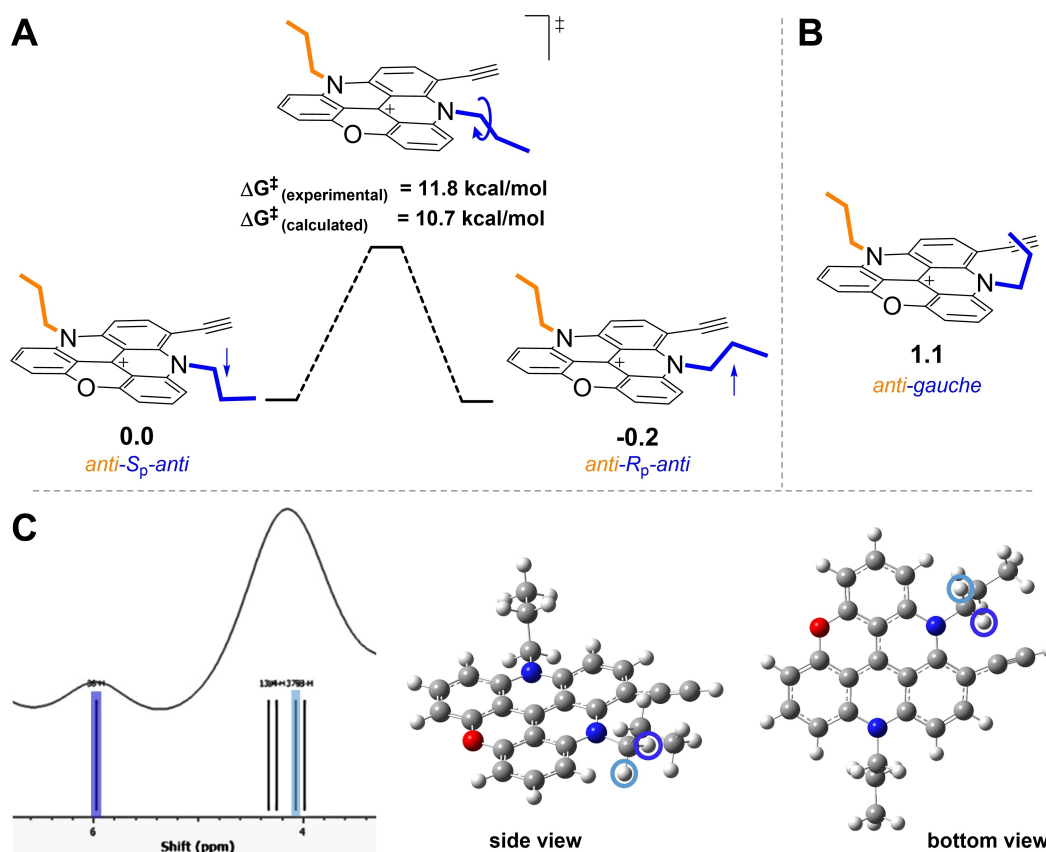 A
B
‡
N
N
+
O
ΔG‡ (experimental) = 11.8 kcal/mol
ΔG‡ (calculated) = 10.7 kcal/mol
N
N
+
O
0.0
anti-Sp-anti
N
N
+
O
-0.2
anti-Rp-anti
N
N
+
O
1.1
anti-gauche
C
6
4
Shift (ppm)
side view
bottom view